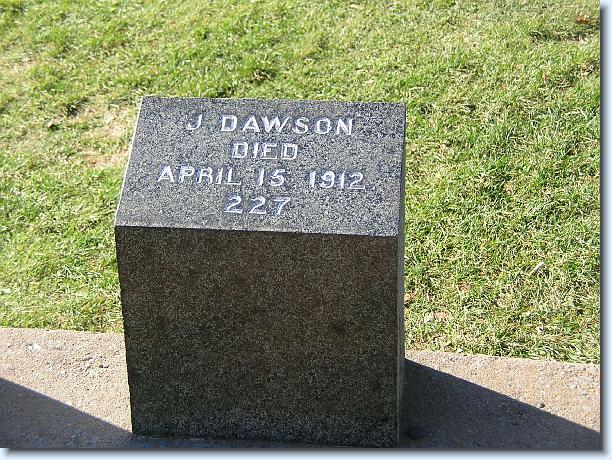 J DAWSON
DIED
APRIL 15 1912
227